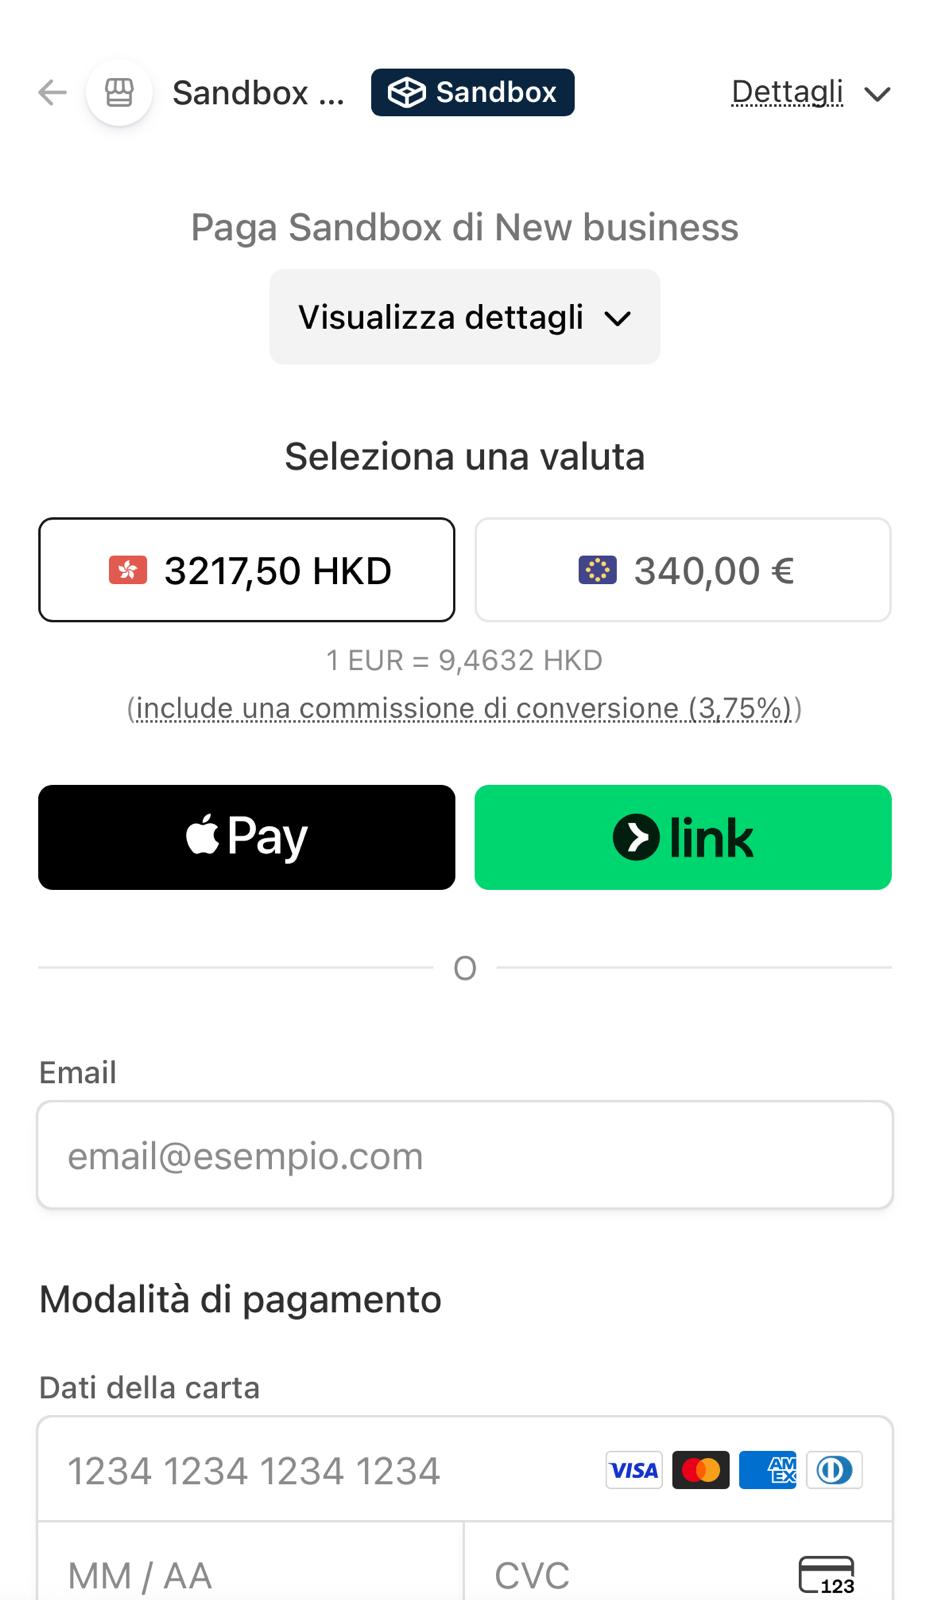 Sandbox ... Sandbox Dettagli
Paga Sandbox di New business
Visualizza dettagli
Seleziona una valuta
3217,50 HKD 340,00 €
1 EUR = 9,4632 HKD
(include una commissione di conversione (3,75%))
Pay link
O
Email
email@esempio.com
Modalità di pagamento
Dati della carta
1234 1234 1234 1234 VISA AM EX
MM / AA CVC 123